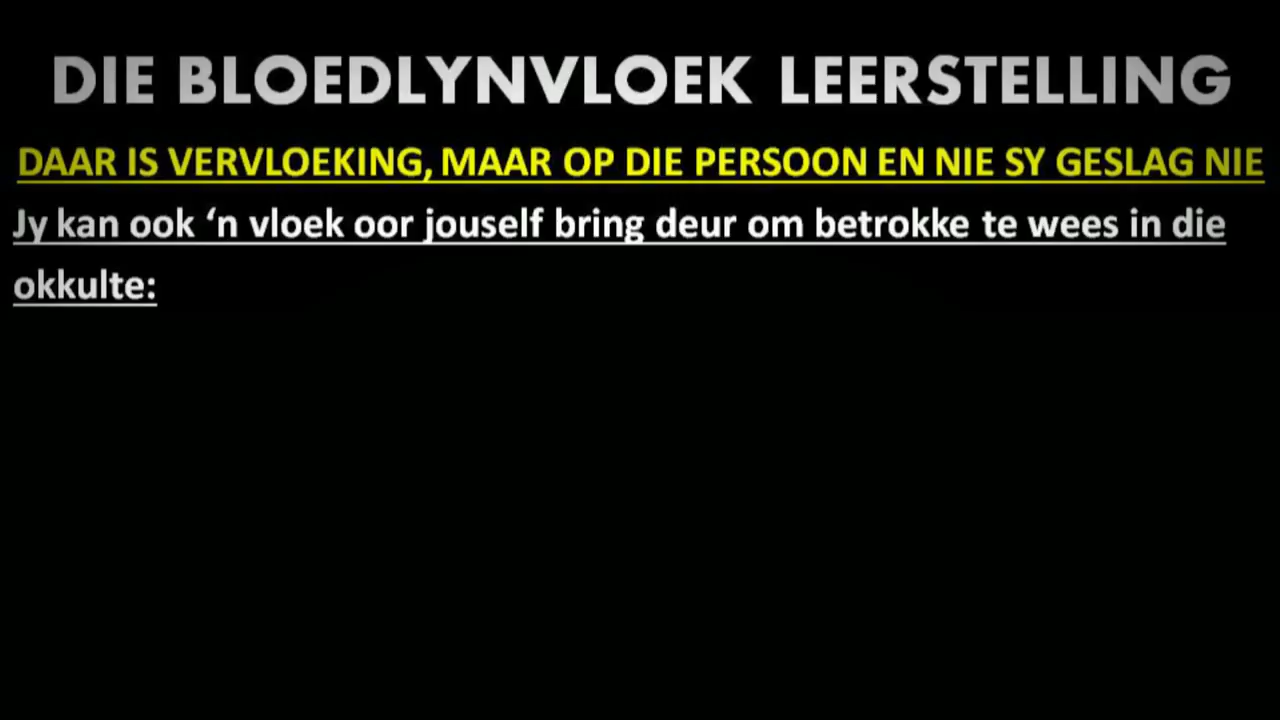 DIE BLOEDLYNVLOEK LEERSTELLING
DAAR IS VERVLOEKING, MAAR OP DIE PERSOON EN NIE SY GESLAG NIE
Jy kan ook ‘n vloek oor jouself bring deur om betrokke te wees in die
okkulte: